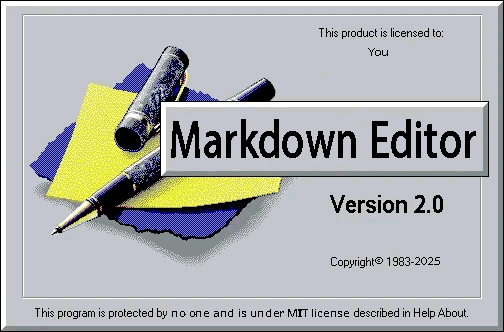 This product is licensed to:
You
Markdown Editor
Version 2.0
Copyright© 1983-2025
This program is protected by no one and is under MIT license described in Help About.